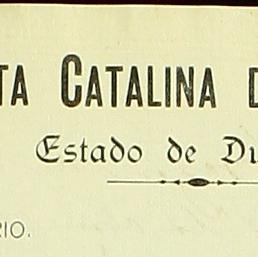 TA CATALINA D
Estado de Du
RIO.